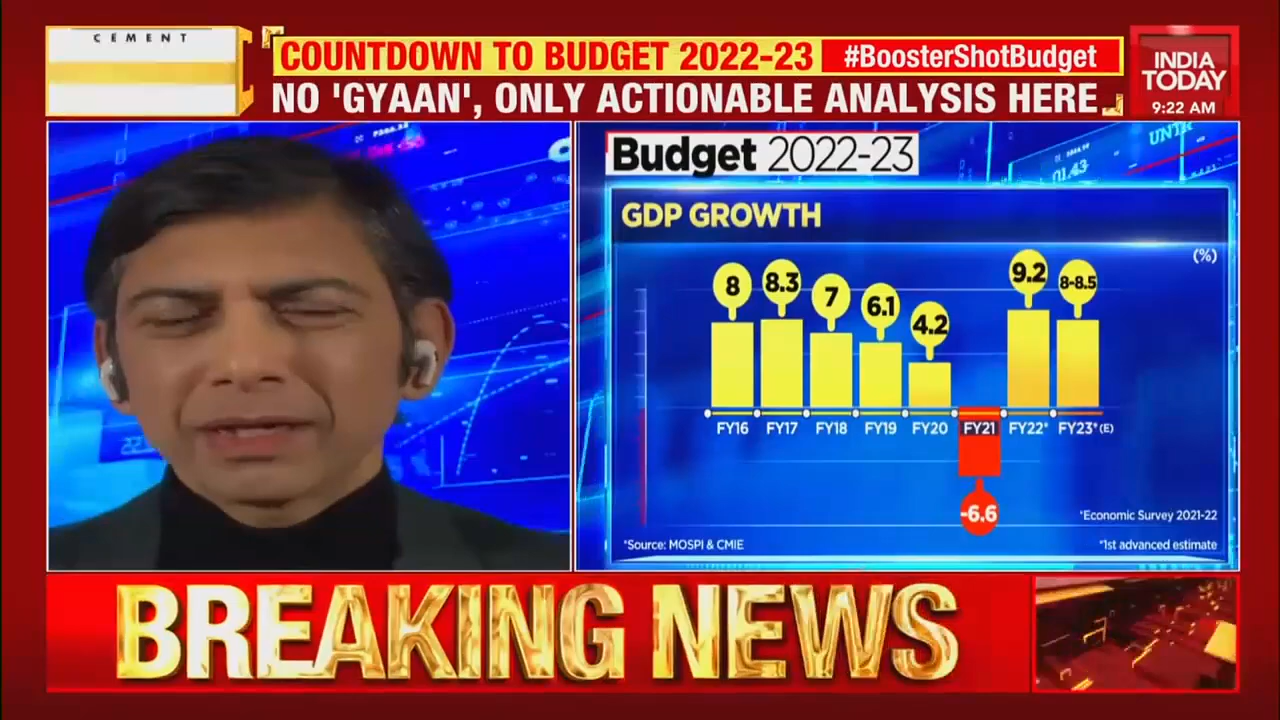 CEMENT
COUNTDOWN TO BUDGET 2022-23
#BoosterShotBudget
NO 'GYAAN', ONLY ACTIONABLE ANALYSIS HERE
INDIA
TODAY
9:22 AM
Budget 2022-23
GDP GROWTH
(%)
8 8.3 7 6.1 4.2 9.2 8-8.5
FY16 FY17 FY18 FY19 FY20 FY21 FY22* FY23*(E)
-6.6
*Economic Survey 2021-22
*Source: MOSPI & CMIE
*1st advanced estimate
BREAKING NEWS